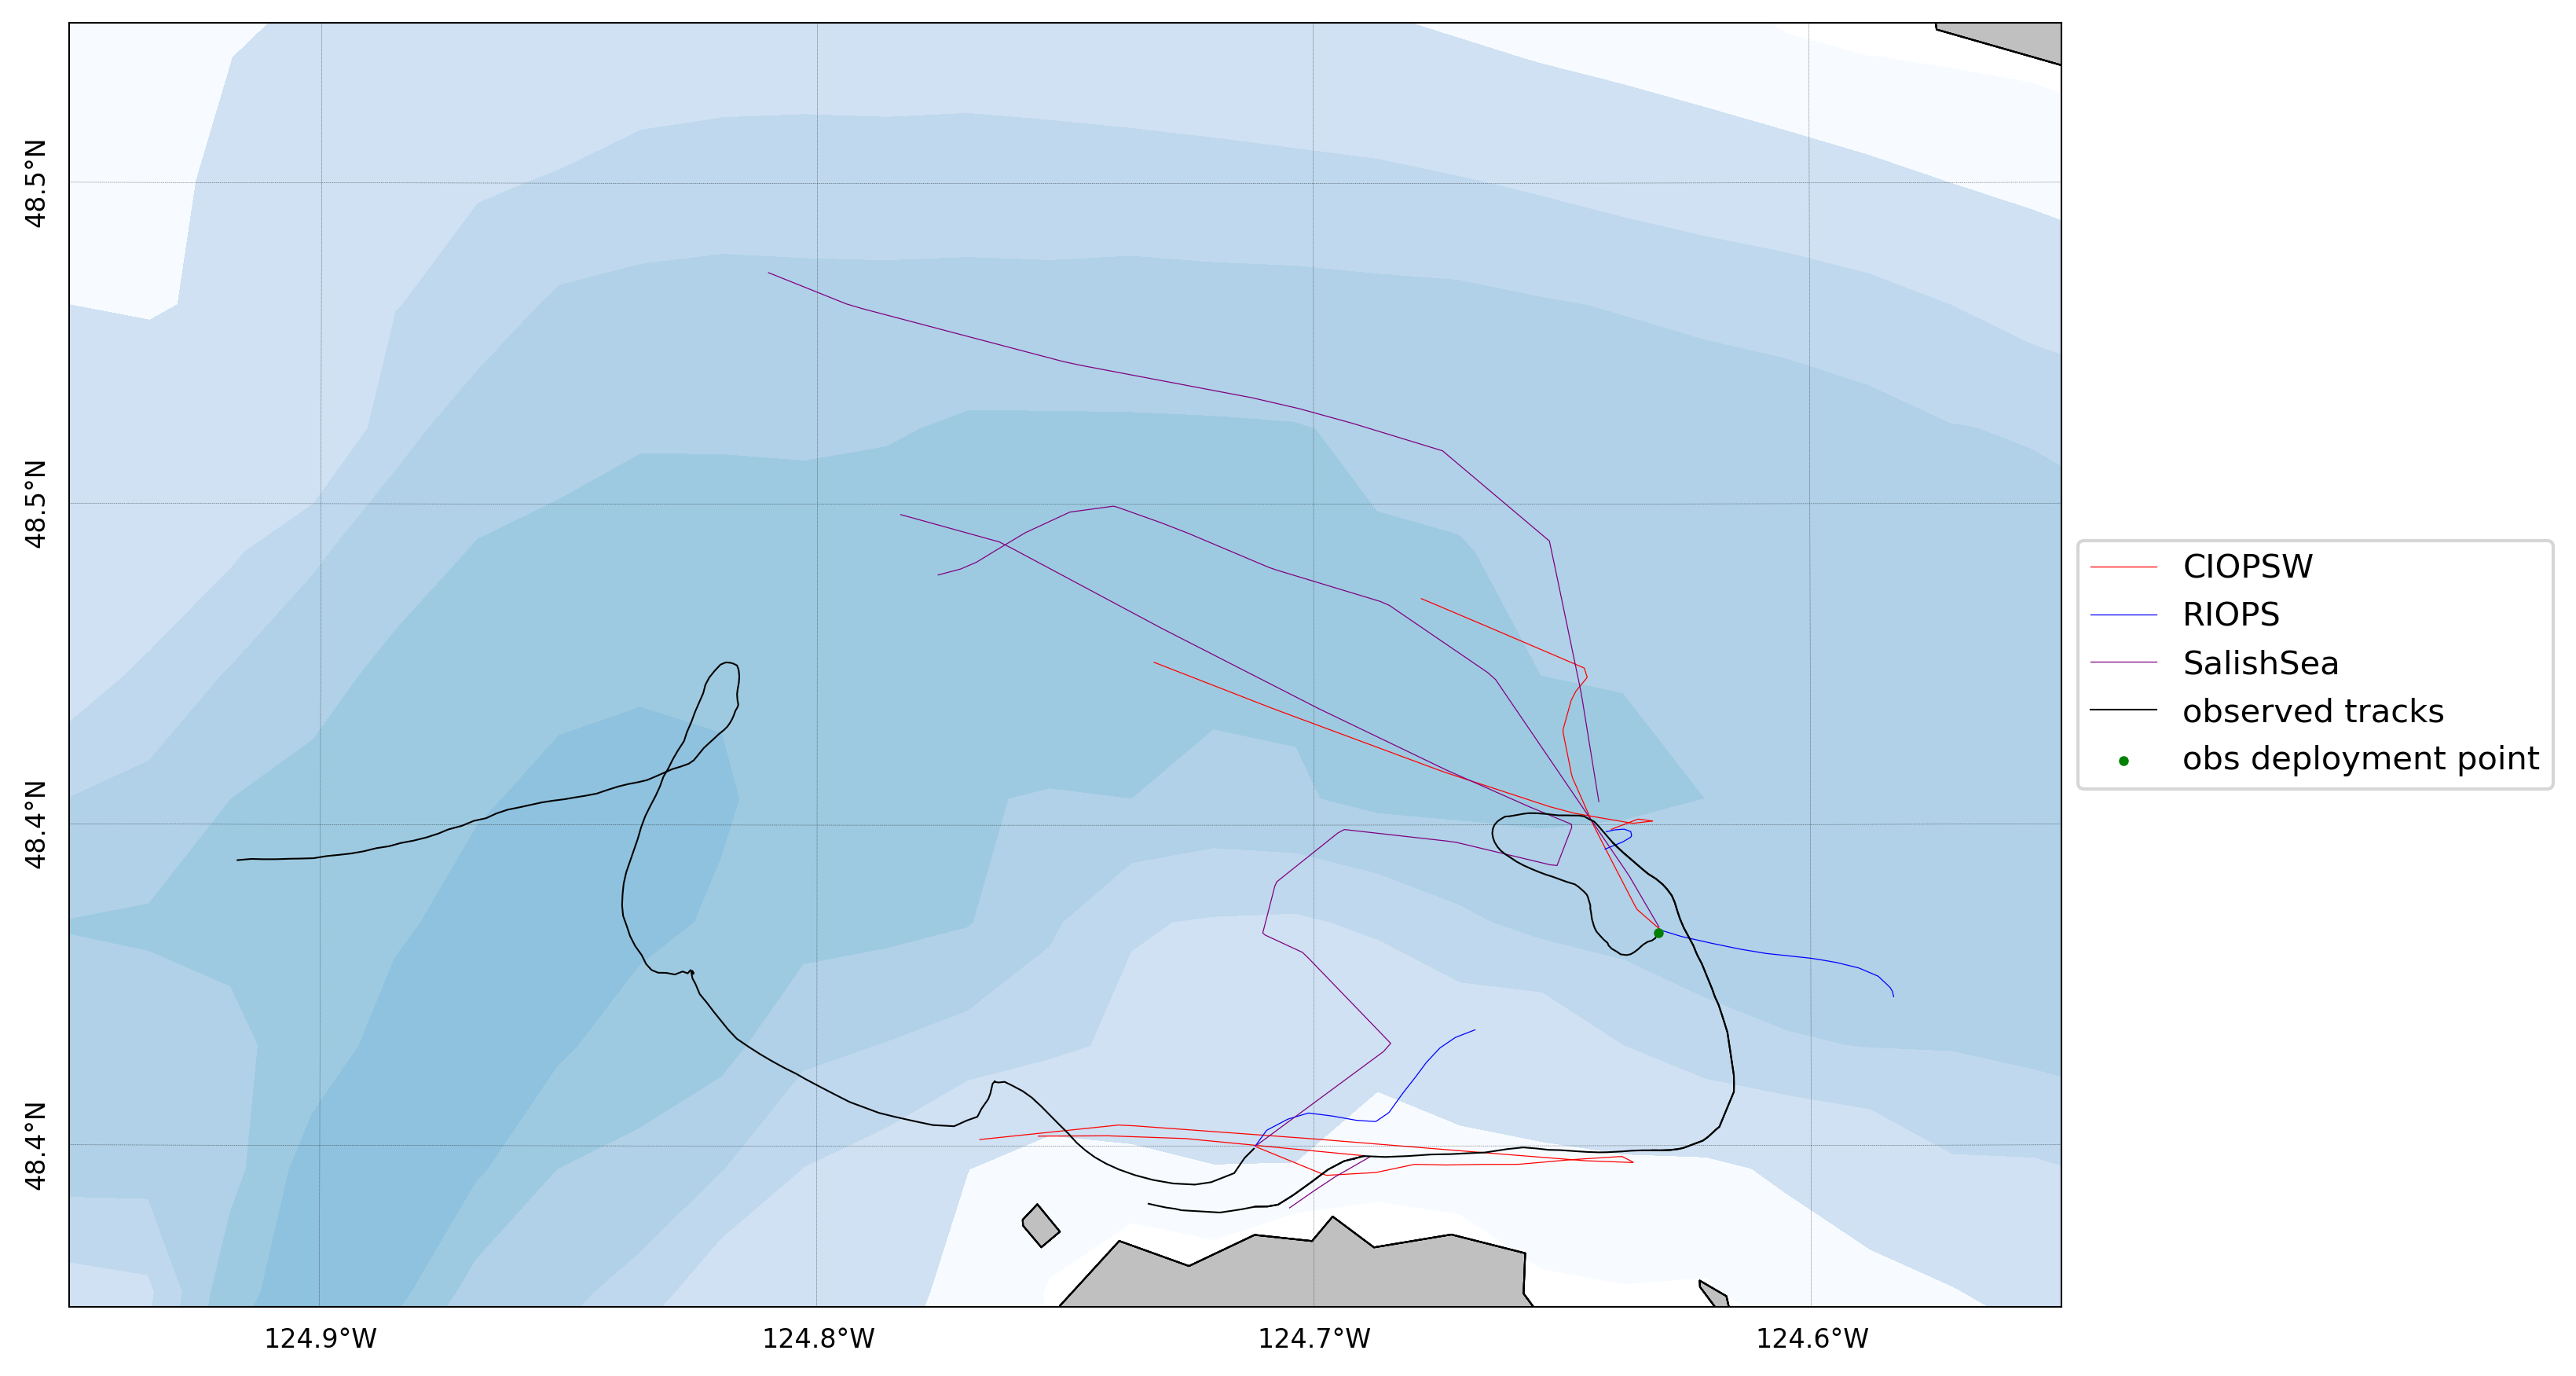 48.5°N
48.5°N
48.4°N
48.4°N
124.9°W
124.8°W
124.7°W
124.6°W
CIOPSW
RIOPS
SalishSea
observed tracks
obs deployment point